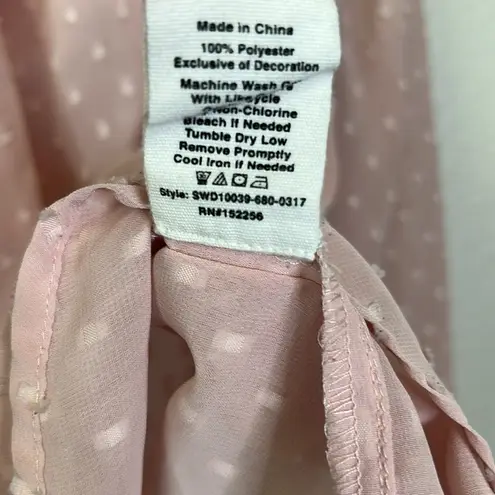 Made in China
100% Polyester
Exclusive of Decoration
Machine Wash
With Like
Non-Chlorine
Bleach If Needed
Tumble Dry Low
Remove Promptly
Cool Iron If Needed
Style: SWD10039-680-0317
RN#152256